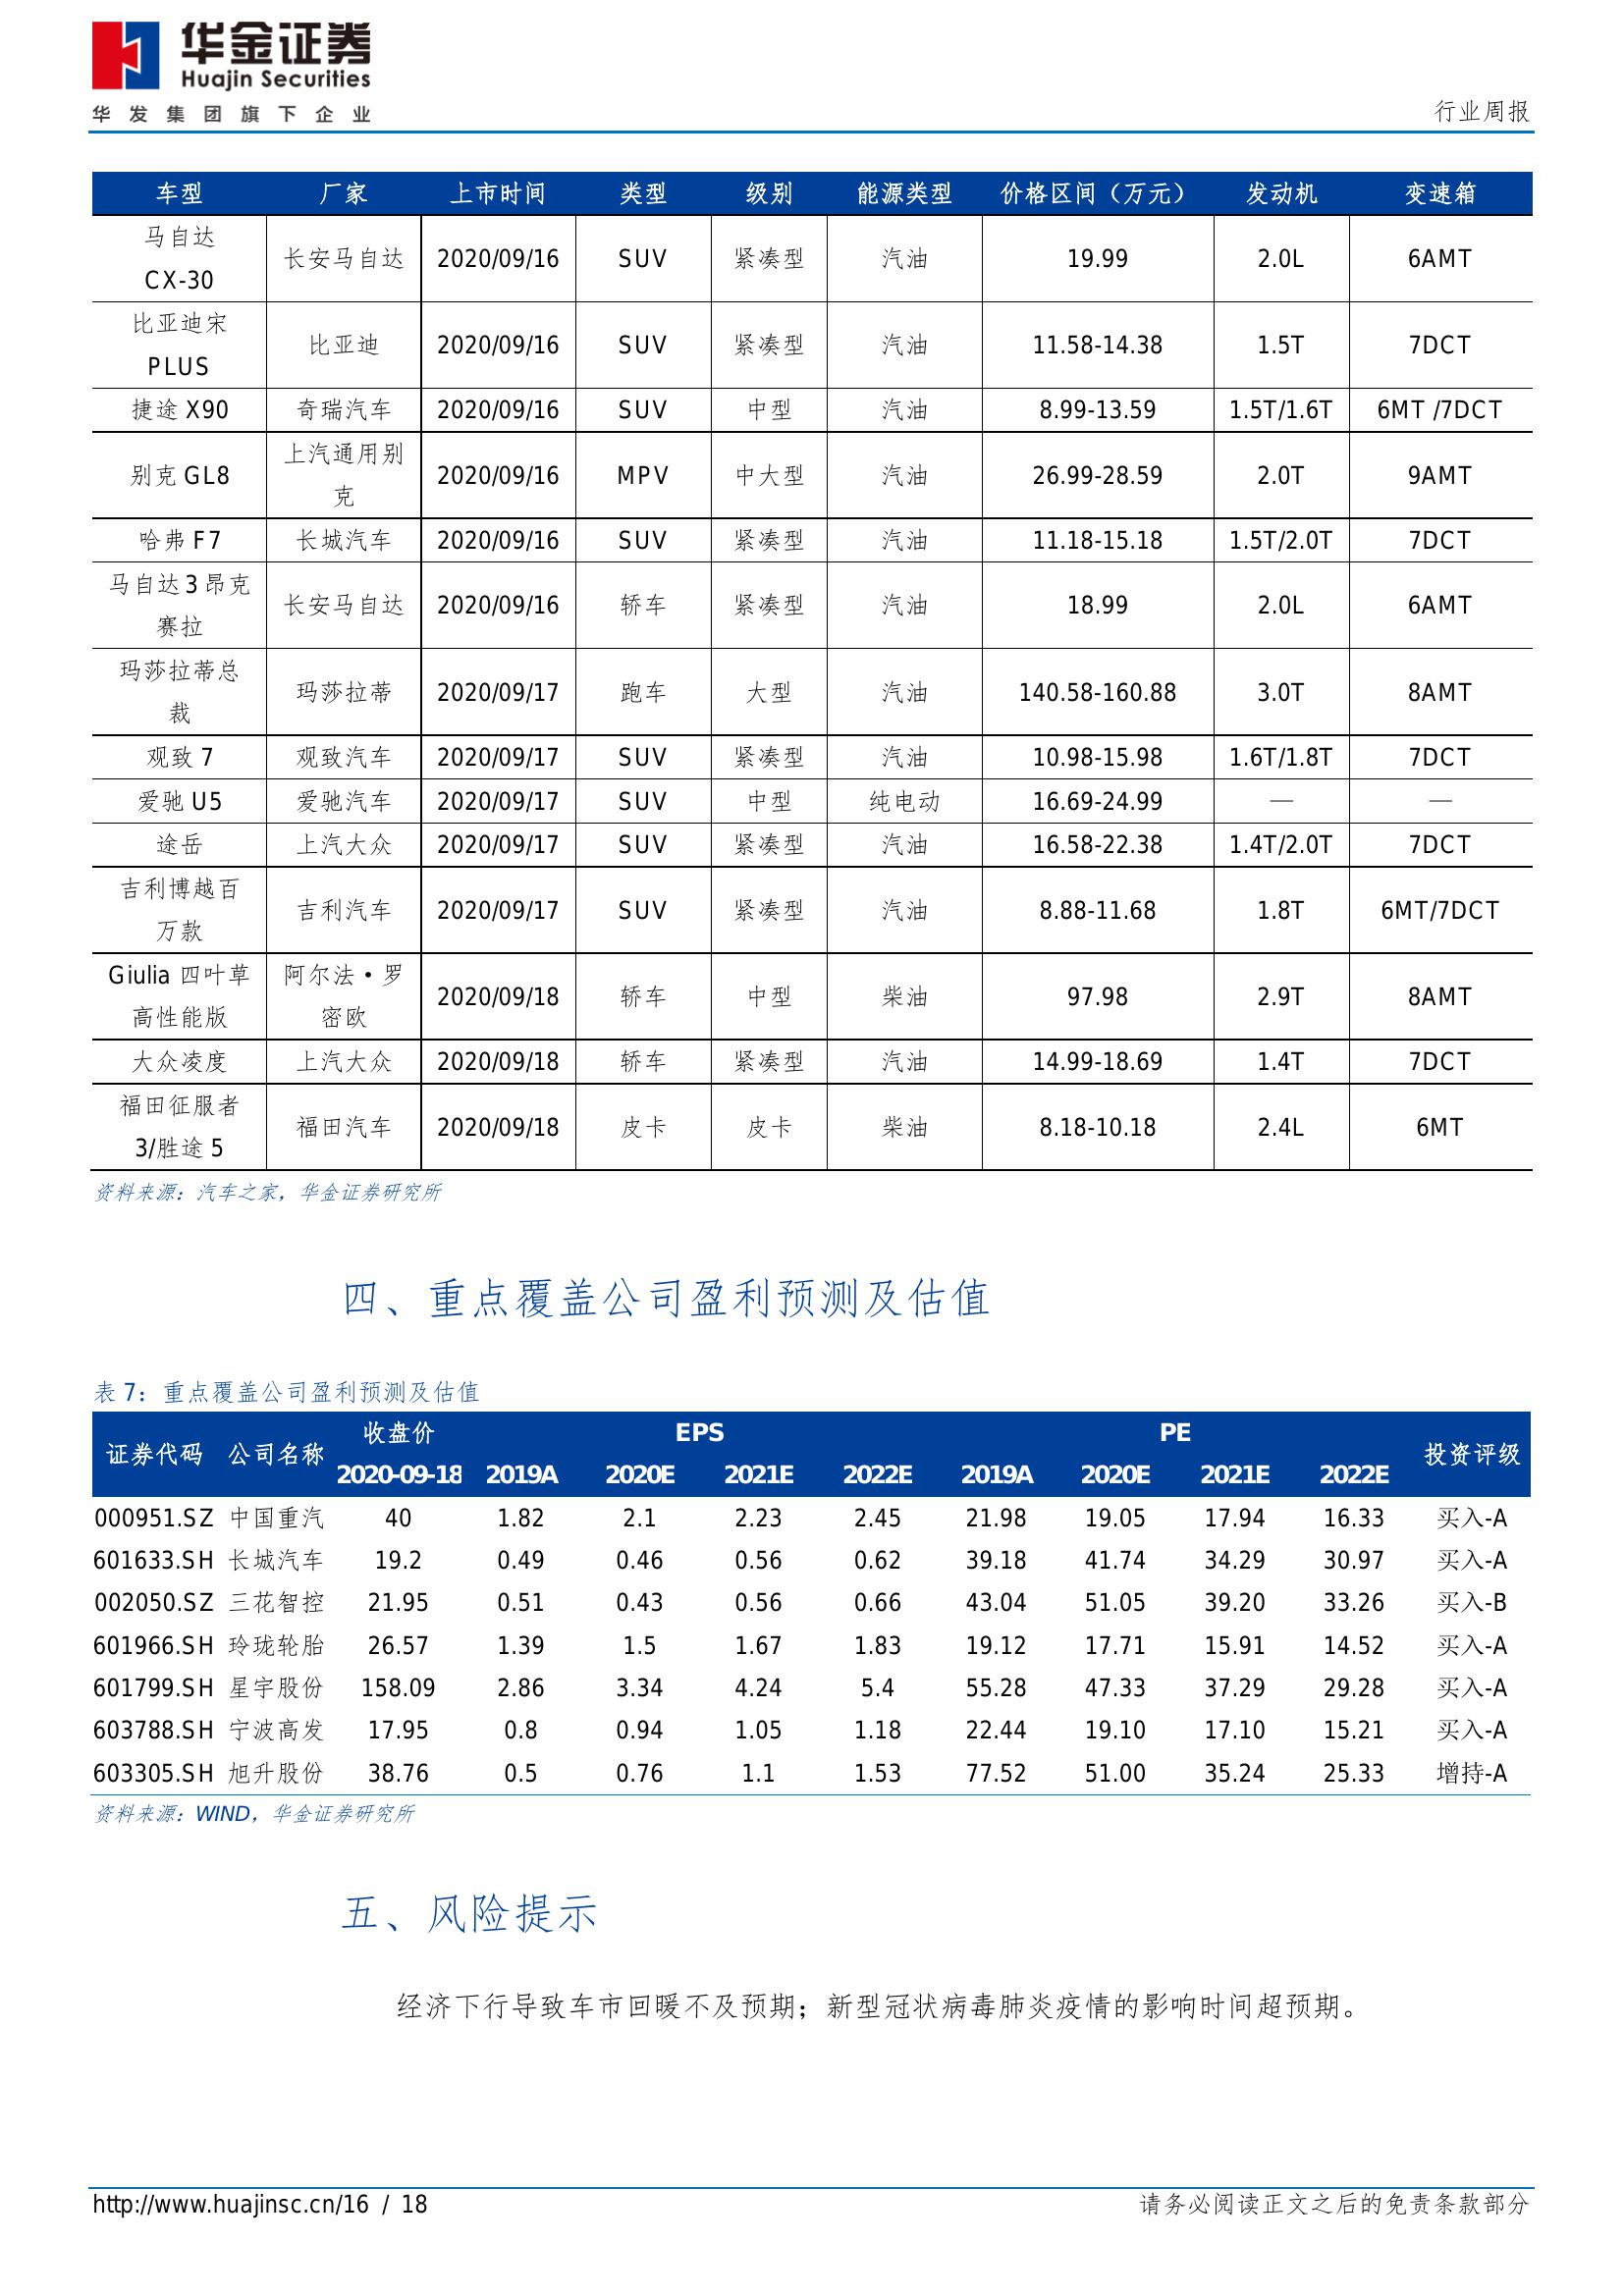 华金证券
Huajin Securities
华发集团旗下企业
行业周报
车型 厂家 上市时间 类型 级别 能源类型 价格区间（万元） 发动机 变速箱
马自达
CX-30 长安马自达 2020/09/16 SUV 紧凑型 汽油 19.99 2.0L 6AMT
比亚迪宋
PLUS 比亚迪 2020/09/16 SUV 紧凑型 汽油 11.58-14.38 1.5T 7DCT
捷途 X90 奇瑞汽车 2020/09/16 SUV 中型 汽油 8.99-13.59 1.5T/1.6T 6MT /7DCT
别克 GL8 上汽通用别
克 2020/09/16 MPV 中大型 汽油 26.99-28.59 2.0T 9AMT
哈弗 F7 长城汽车 2020/09/16 SUV 紧凑型 汽油 11.18-15.18 1.5T/2.0T 7DCT
马自达 3 昂克
赛拉 长安马自达 2020/09/16 轿车 紧凑型 汽油 18.99 2.0L 6AMT
玛莎拉蒂总
裁 玛莎拉蒂 2020/09/17 跑车 大型 汽油 140.58-160.88 3.0T 8AMT
观致 7 观致汽车 2020/09/17 SUV 紧凑型 汽油 10.98-15.98 1.6T/1.8T 7DCT
爱驰 U5 爱驰汽车 2020/09/17 SUV 中型 纯电动 16.69-24.99 — —
途岳 上汽大众 2020/09/17 SUV 紧凑型 汽油 16.58-22.38 1.4T/2.0T 7DCT
吉利博越百
万款 吉利汽车 2020/09/17 SUV 紧凑型 汽油 8.88-11.68 1.8T 6MT/7DCT
Giulia 四叶草
高性能版 阿尔法·罗
密欧 2020/09/18 轿车 中型 柴油 97.98 2.9T 8AMT
大众凌度 上汽大众 2020/09/18 轿车 紧凑型 汽油 14.99-18.69 1.4T 7DCT
福田征服者
3/胜途 5 福田汽车 2020/09/18 皮卡 皮卡 柴油 8.18-10.18 2.4L 6MT
资料来源：汽车之家，华金证券研究所
四、重点覆盖公司盈利预测及估值
表 7：重点覆盖公司盈利预测及估值
证券代码 公司名称 收盘价 EPS PE 投资评级
2020-09-18 2019A 2020E 2021E 2022E 2019A 2020E 2021E 2022E
000951.SZ 中国重汽 40 1.82 2.1 2.23 2.45 21.98 19.05 17.94 16.33 买入-A
601633.SH 长城汽车 19.2 0.49 0.46 0.56 0.62 39.18 41.74 34.29 30.97 买入-A
002050.SZ 三花智控 21.95 0.51 0.43 0.56 0.66 43.04 51.05 39.20 33.26 买入-B
601966.SH 玲珑轮胎 26.57 1.39 1.5 1.67 1.83 19.12 17.71 15.91 14.52 买入-A
601799.SH 星宇股份 158.09 2.86 3.34 4.24 5.4 55.28 47.33 37.29 29.28 买入-A
603788.SH 宁波高发 17.95 0.8 0.94 1.05 1.18 22.44 19.10 17.10 15.21 买入-A
603305.SH 旭升股份 38.76 0.5 0.76 1.1 1.53 77.52 51.00 35.24 25.33 增持-A
资料来源：WIND，华金证券研究所
五、风险提示
经济下行导致车市回暖不及预期；新型冠状病毒肺炎疫情的影响时间超预期。
http://www.huajinsc.cn/16 / 18
请务必阅读正文之后的免责条款部分